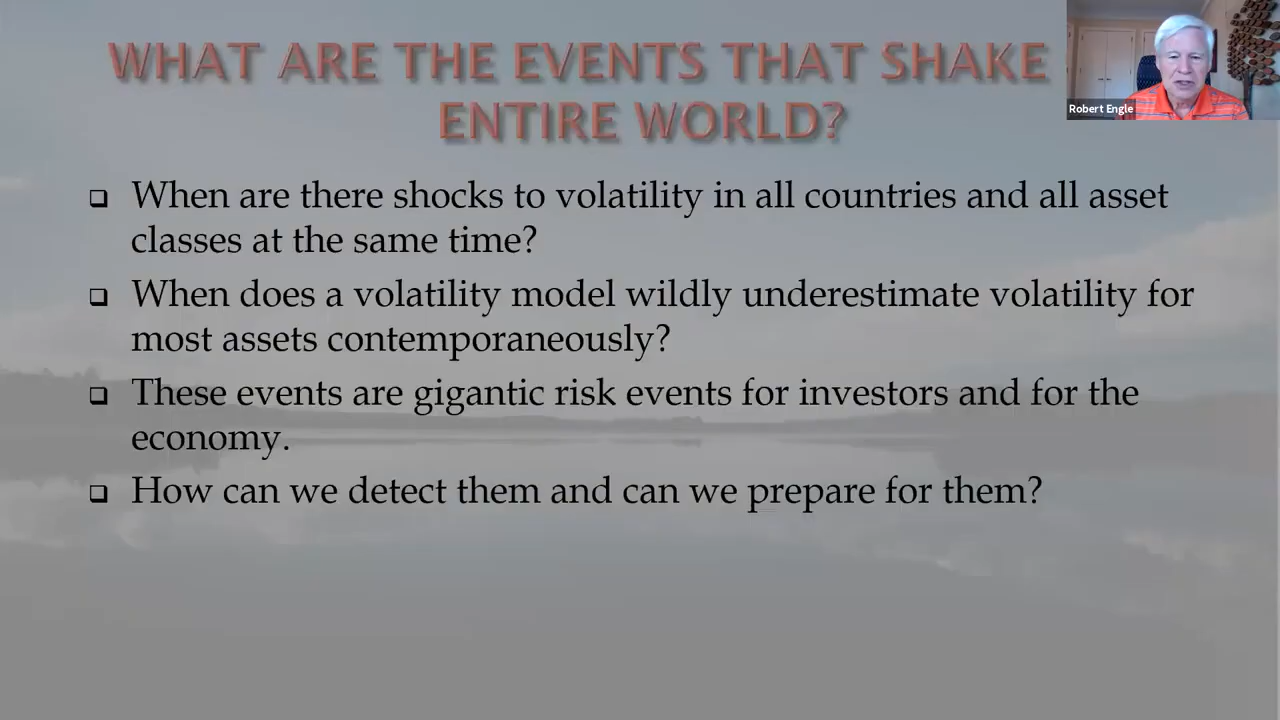 WHAT ARE THE EVENTS THAT SHAKE
ENTIRE WORLD?
Robert Engle
❑ When are there shocks to volatility in all countries and all asset
classes at the same time?
❑ When does a volatility model wildly underestimate volatility for
most assets contemporaneously?
❑ These events are gigantic risk events for investors and for the
economy.
❑ How can we detect them and can we prepare for them?